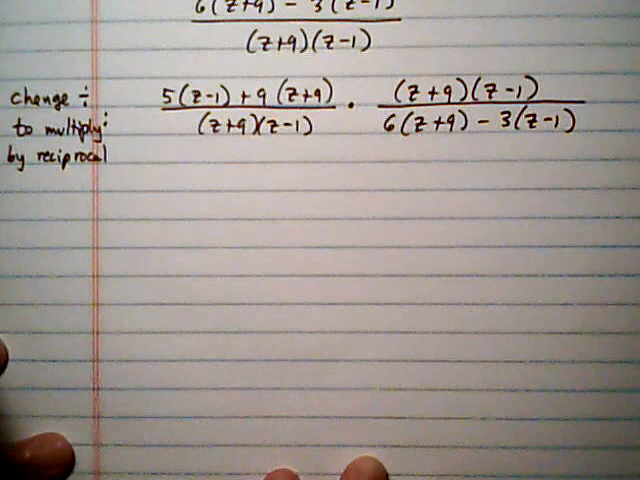 6(z+9) - 3(z-1)
(z+9)(z-1)
change ÷
to multiply
by reciprocal
5(z-1) + 9(z+9) / (z+9)(z-1) · (z+9)(z-1) / 6(z+9) - 3(z-1)